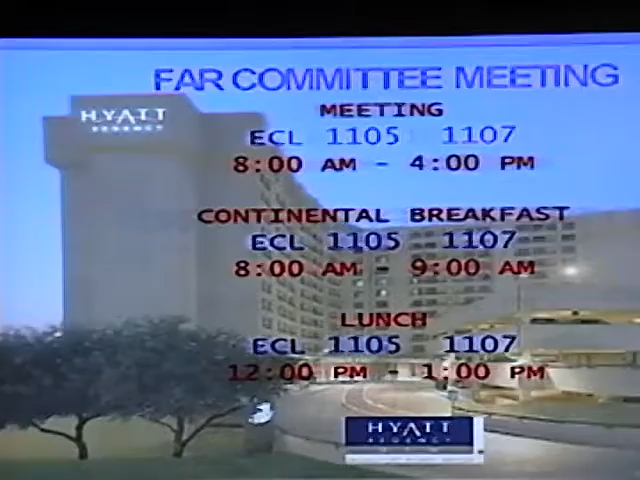 FAR COMMITTEE MEETING
HYATT
REGENCY
MEETING
ECL 1105 1107
8:00 AM - 4:00 PM
CONTINENTAL BREAKFAST
ECL 1105 1107
8:00 AM - 9:00 AM
LUNCH
ECL 1105 1107
12:00 PM - 1:00 PM
HYATT
REGENCY